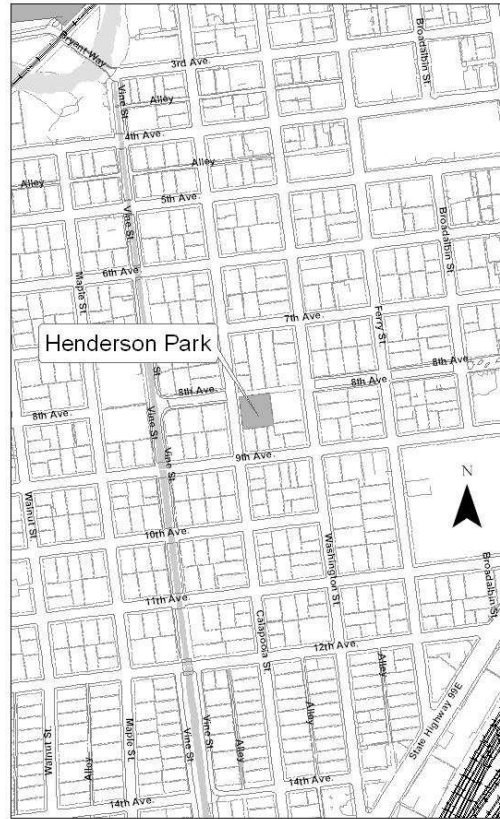 Bryant Way
3rd Ave.
Broadalbin St.
Vine St.
Alley
4th Ave.
Alley
Alley
5th Ave.
Vine St.
Broadalbin St.
6th Ave.
Maple St.
7th Ave.
Ferry St.
Henderson Park
St.
8th Ave.
8th Ave.
8th Ave.
8th Ave.
Vine St.
Vine St.
9th Ave.
N
Walnut St.
10th Ave.
Washington St.
Broadalbin St.
11th Ave.
Calapooia St.
12th Ave.
Alley
State Highway 99E
Walnut St.
Alley
Maple St.
Vine St.
Vine St.
Alley
Alley
14th Ave.
14th Ave.